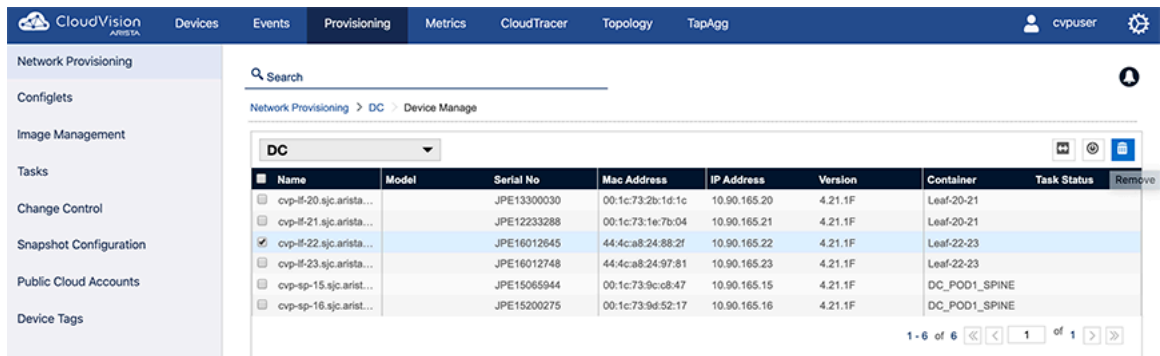 CloudVision
ARISTA
Devices Events Provisioning Metrics CloudTracer Topology TapAgg cvpuser
Network Provisioning
Configlets
Image Management
Tasks
Change Control
Snapshot Configuration
Public Cloud Accounts
Device Tags
Search
Network Provisioning > DC > Device Manage
DC
Name Model Serial No Mac Address IP Address Version Container Task Status
Remove
cvp-lf-20.sjc.arista... JPE13300030 00:1c:73:2b:1d:1c 10.90.165.20 4.21.1F Leaf-20-21
cvp-lf-21.sjc.arista... JPE12233288 00:1c:73:1e:7b:04 10.90.165.21 4.21.1F Leaf-20-21
cvp-lf-22.sjc.arista... JPE16012645 44:4c:a8:24:88:2f 10.90.165.22 4.21.1F Leaf-22-23
cvp-lf-23.sjc.arista... JPE16012748 44:4c:a8:24:97:81 10.90.165.23 4.21.1F Leaf-22-23
cvp-sp-15.sjc.arist... JPE15065944 00:1c:73:9c:c8:47 10.90.165.15 4.21.1F DC_POD1_SPINE
cvp-sp-16.sjc.arist... JPE15200275 00:1c:73:9d:52:17 10.90.165.16 4.21.1F DC_POD1_SPINE
1 - 6 of 6 1 of 1